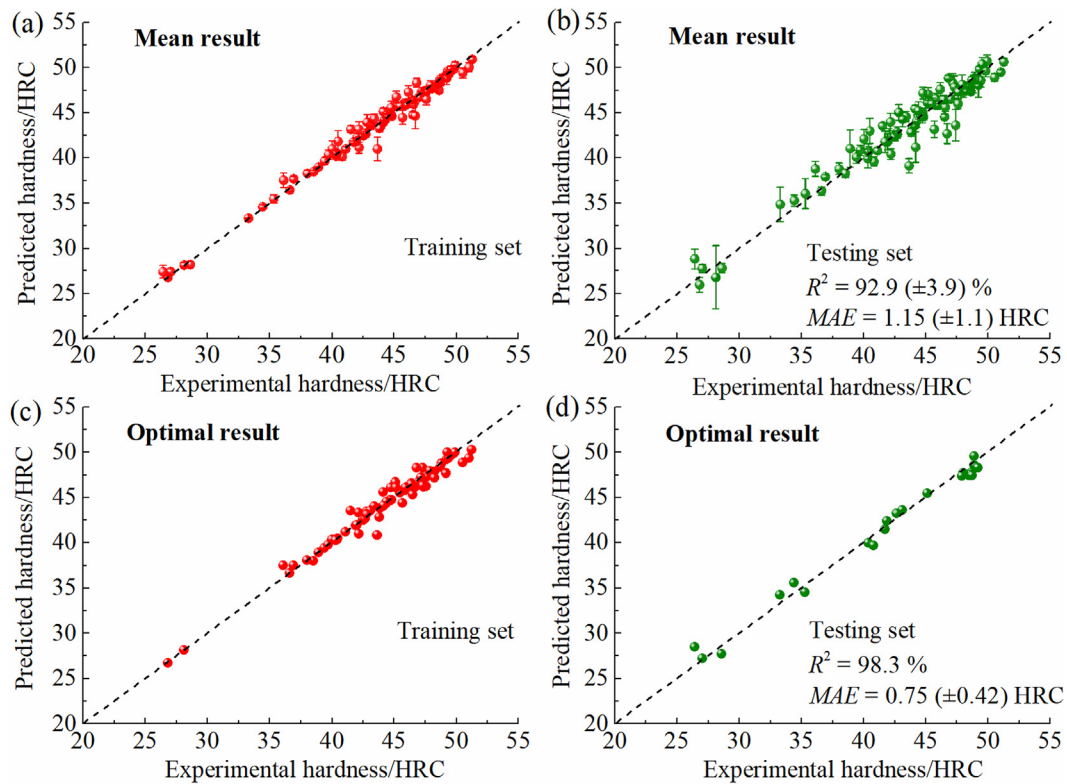 (a)
Mean result
Training set
Predicted hardness/HRC
55
50
45
40
35
30
25
20
20 25 30 35 40 45 50 55
Experimental hardness/HRC
(b)
Mean result
Testing set
R² = 92.9 (±3.9) %
MAE = 1.15 (±1.1) HRC
Predicted hardness/HRC
55
50
45
40
35
30
25
20
20 25 30 35 40 45 50 55
Experimental hardness/HRC
(c)
Optimal result
Training set
Predicted hardness/HRC
55
50
45
40
35
30
25
20
20 25 30 35 40 45 50 55
Experimental hardness/HRC
(d)
Optimal result
Testing set
R² = 98.3 %
MAE = 0.75 (±0.42) HRC
Predicted hardness/HRC
55
50
45
40
35
30
25
20
20 25 30 35 40 45 50 55
Experimental hardness/HRC